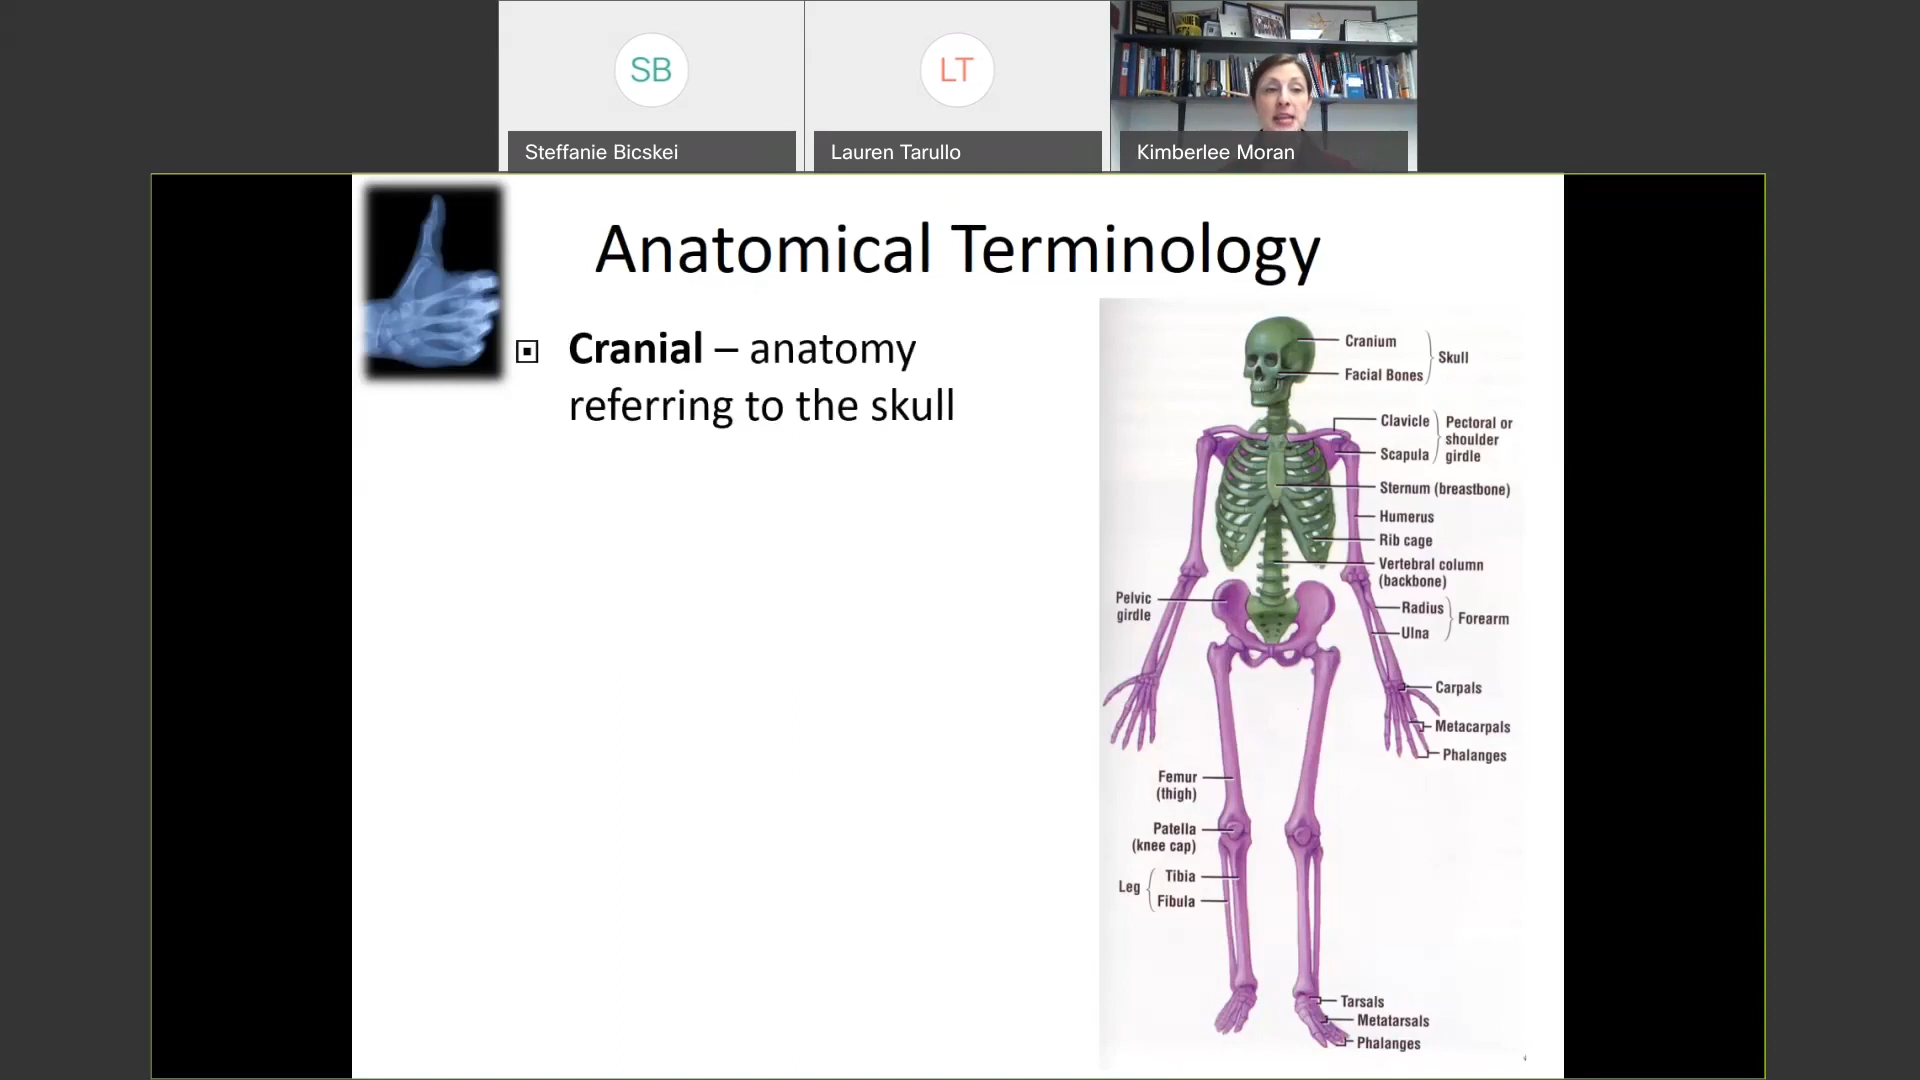 SB
LT
Steffanie Bicskei
Lauren Tarullo
Kimberlee Moran
Anatomical Terminology
Cranial – anatomy
referring to the skull
Cranium
Skull
Facial Bones
Clavicle
Pectoral or
shoulder
girdle
Scapula
Sternum (breastbone)
Humerus
Rib cage
Vertebral column
(backbone)
Pelvic
girdle
Radius
Forearm
Ulna
Carpals
Metacarpals
Phalanges
Femur
(thigh)
Patella
(knee cap)
Leg
Tibia
Fibula
Tarsals
Metatarsals
Phalanges